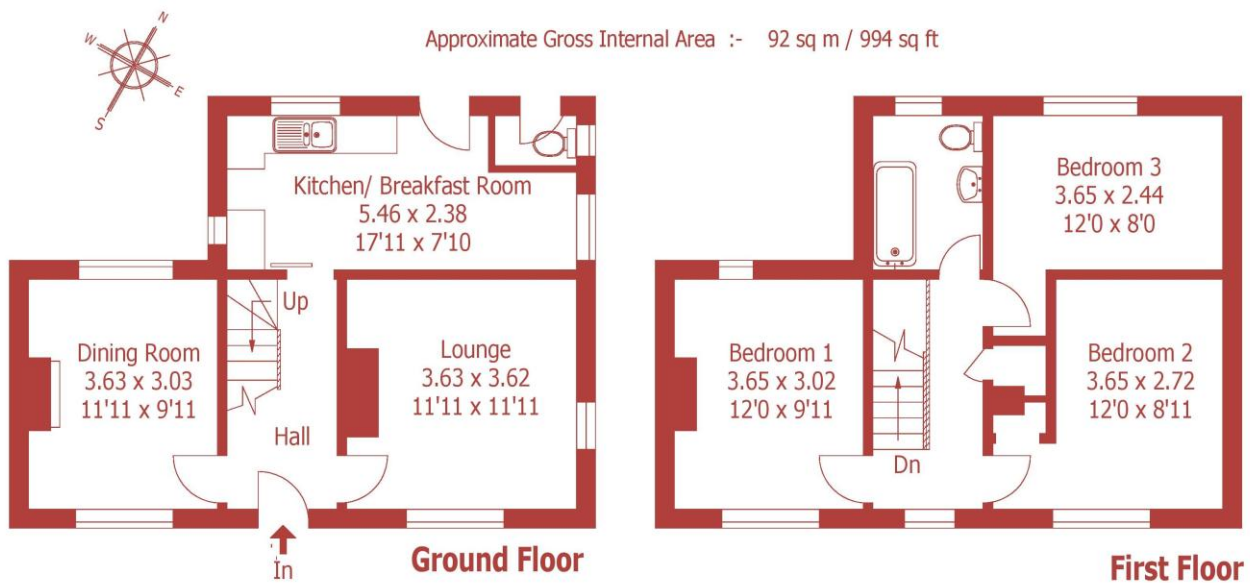 N
W
E
S
Approximate Gross Internal Area :- 92 sq m / 994 sq ft
Kitchen/ Breakfast Room
5.46 x 2.38
17'11 x 7'10
Up
Dining Room
3.63 x 3.03
11'11 x 9'11
Lounge
3.63 x 3.62
11'11 x 11'11
Hall
In
Ground Floor
Bedroom 3
3.65 x 2.44
12'0 x 8'0
Bedroom 1
3.65 x 3.02
12'0 x 9'11
Bedroom 2
3.65 x 2.72
12'0 x 8'11
Dn
First Floor